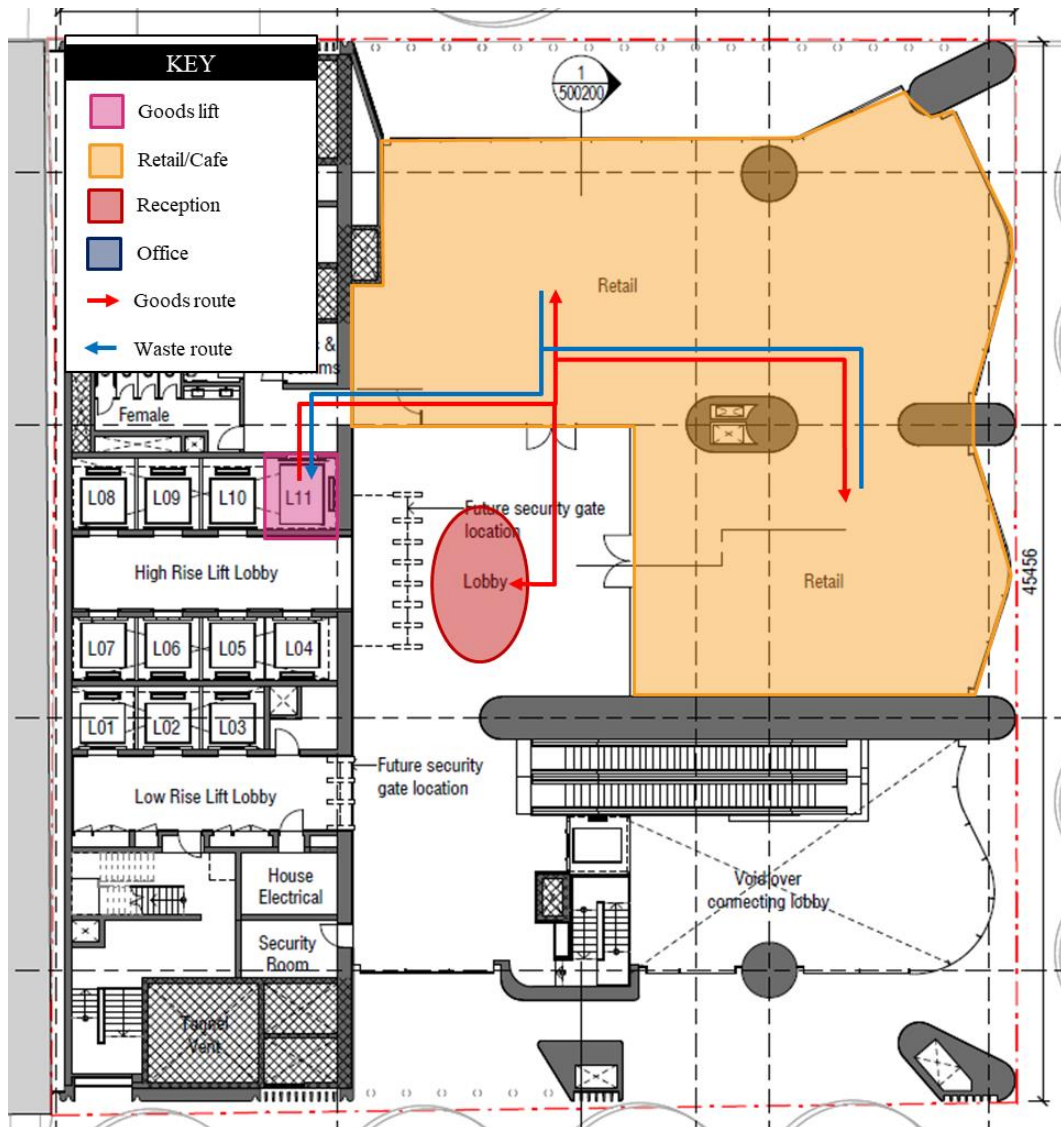 KEY
Goods lift
Retail/Cafe
Reception
Office
Goods route
Waste route
1
500200
Retail
&
Female
L08
L09
L10
L11
Future security gate
location
High Rise Lift Lobby
Lobby
Retail
45456
L07
L06
L05
L04
L01
L02
L03
Low Rise Lift Lobby
Future security
gate location
House
Electrical
Void over
connecting lobby
Security
Room
Tunnel
Vent